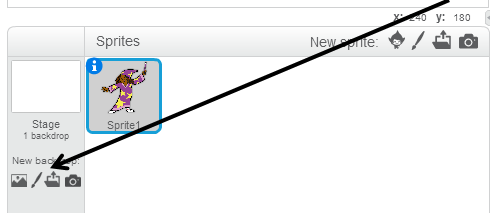 x: 240 y: 180
Sprites New sprite:
i
Sprite1
Stage
1 backdrop
New backdrop: